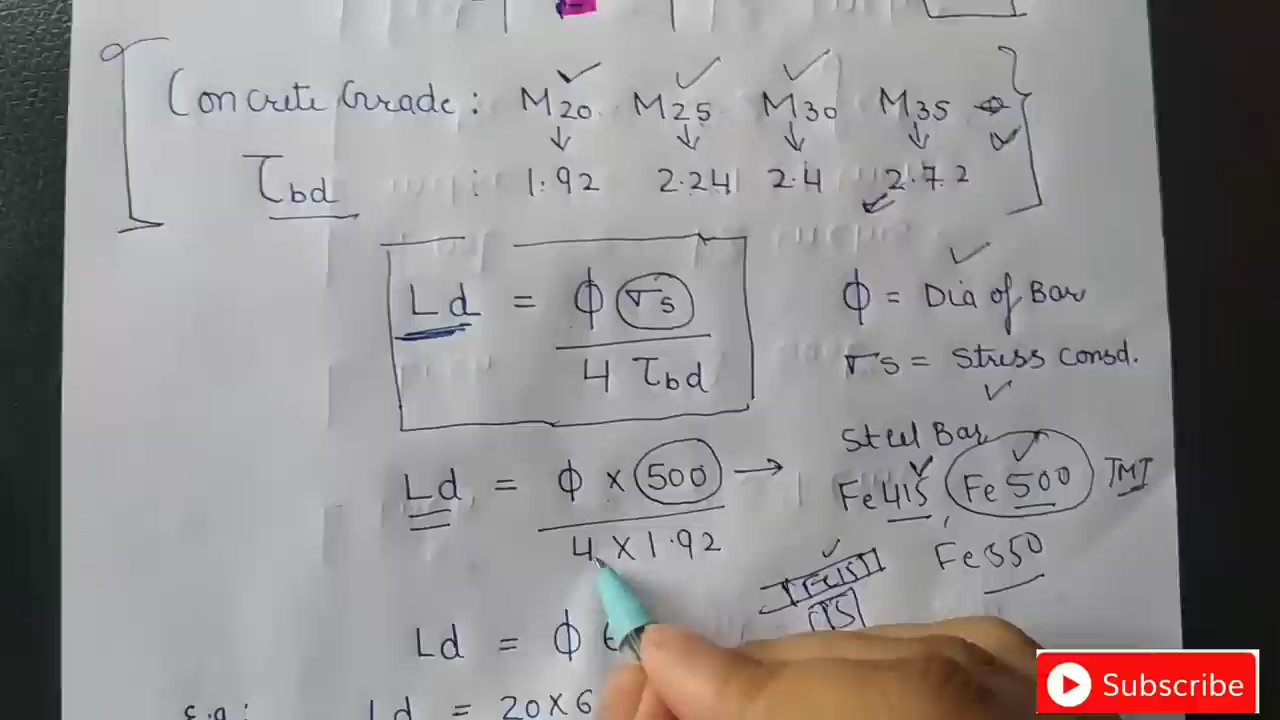 Concrete Grade : M20 M25 M30 M35
τbd : 1.92 2.24 2.4 2.7.2
Ld = ϕ σs / 4 τbd
ϕ = Dia of Bar
σs = Stress consd.
Steel Bar
Fe415, Fe500 TMT
Fe550
Ld = ϕ × 500 / 4 × 1.92
Ld = ϕ
E.g: Ld = 20×6
Subscribe